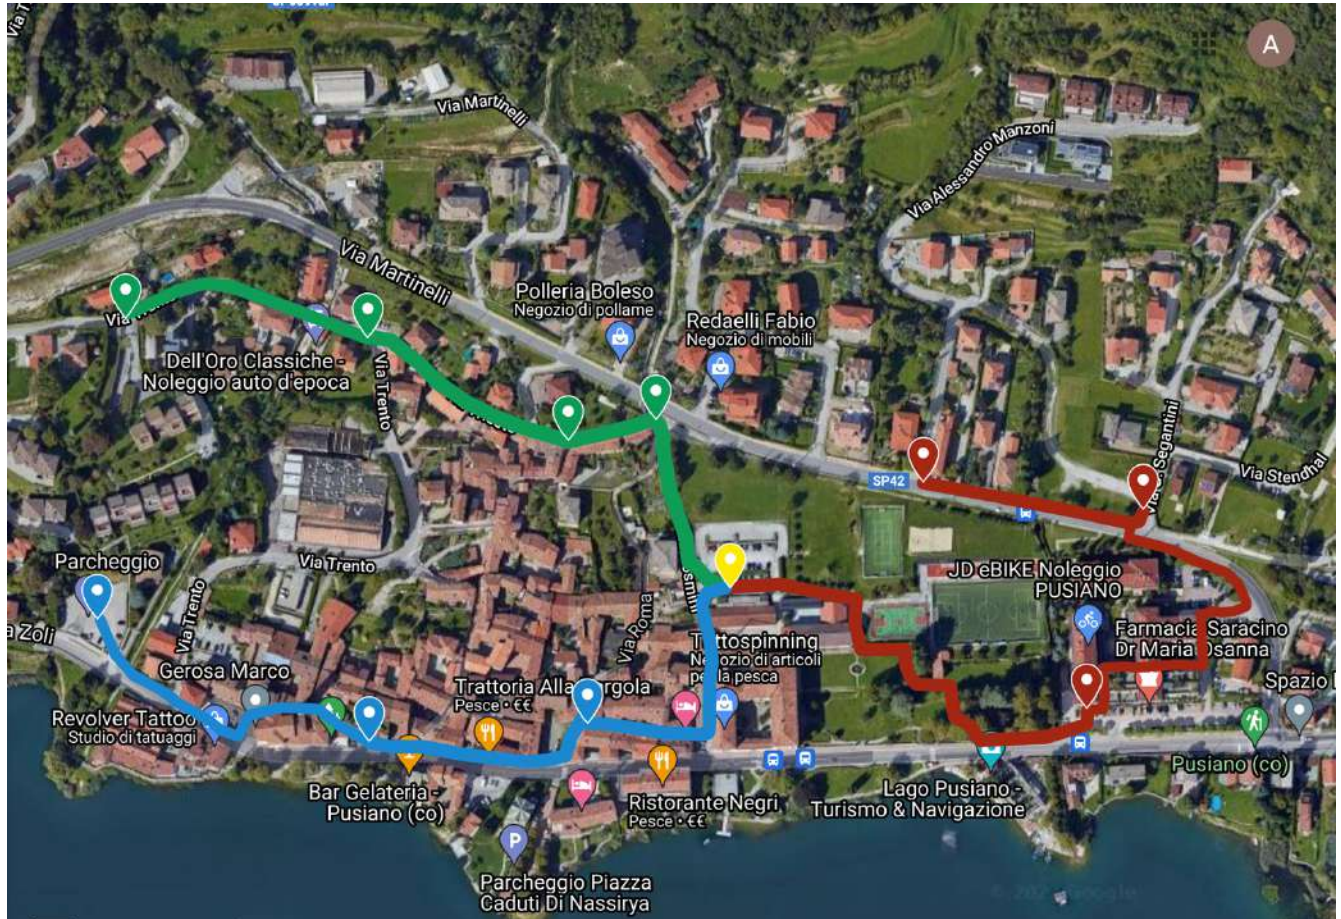 A
Via Martinelli
Via Alessandro Manzoni
Via Martinelli
Polleria Boleso
Negozio di pollame
Redaelli Fabio
Negozio di mobili
Dell'Oro Classiche -
Noleggio auto d'epoca
Via Trento
SP42
Via Stendhal
Parcheggio
Via Trento
Via Trento
Via Roma
JD eBIKE Noleggio
PUSIANO
Farmacia Saracino
Dr Maria Osanna
Zoli
Gerosa Marco
Trattoria Alla
Pesce • €€
Tuttospinning
Negozio di articoli
per la pesca
Revolver Tattoo
Studio di tatuaggi
Spazio
Bar Gelateria -
Pusiano (co)
Ristorante Negri
Pesce • €€
Lago Pusiano -
Turismo & Navigazione
Pusiano (co)
P
Parcheggio Piazza
Caduti Di Nassirya